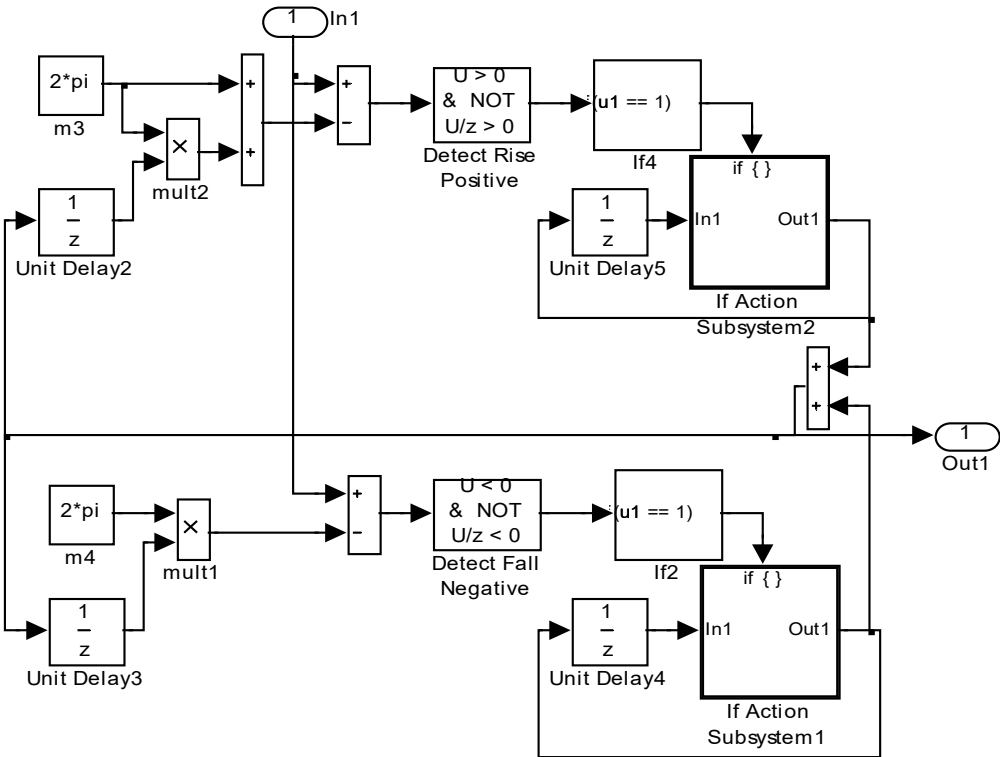 1
In1
2*pi
m3
+
+
×
mult2
1
z
Unit Delay2
+
−
U > 0
& NOT
U/z > 0
Detect Rise
Positive
(u1 == 1)
If4
if { }
In1
Out1
If Action
Subsystem2
1
z
Unit Delay5
+
+
1
Out1
2*pi
m4
×
mult1
1
z
Unit Delay3
+
−
U < 0
& NOT
U/z < 0
Detect Fall
Negative
(u1 == 1)
If2
if { }
In1
Out1
If Action
Subsystem1
1
z
Unit Delay4